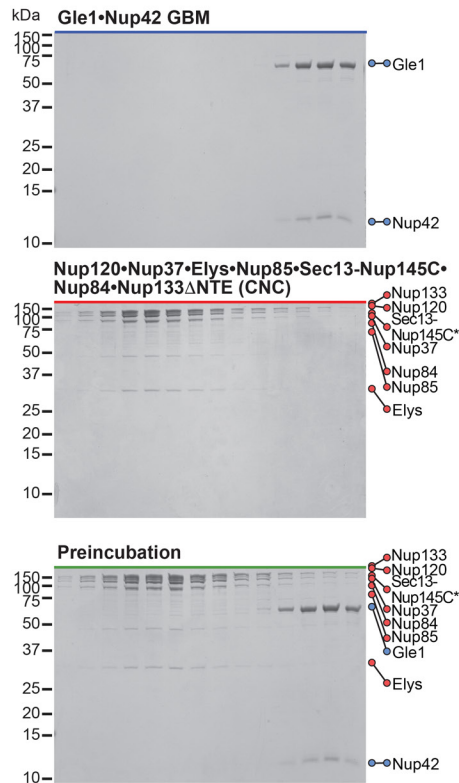 kDa
Gle1•Nup42 GBM
150
100
75
50
37
25
20
15
10
Gle1
Nup42
Nup120•Nup37•Elys•Nup85•Sec13-Nup145C•
Nup84•Nup133ΔNTE (CNC)
150
100
75
50
37
25
20
15
10
Nup133
Nup120
Sec13-
Nup145C*
Nup37
Nup84
Nup85
Elys
Preincubation
150
100
75
50
37
25
20
15
10
Nup133
Nup120
Sec13-
Nup145C*
Nup37
Nup84
Nup85
Gle1
Elys
Nup42